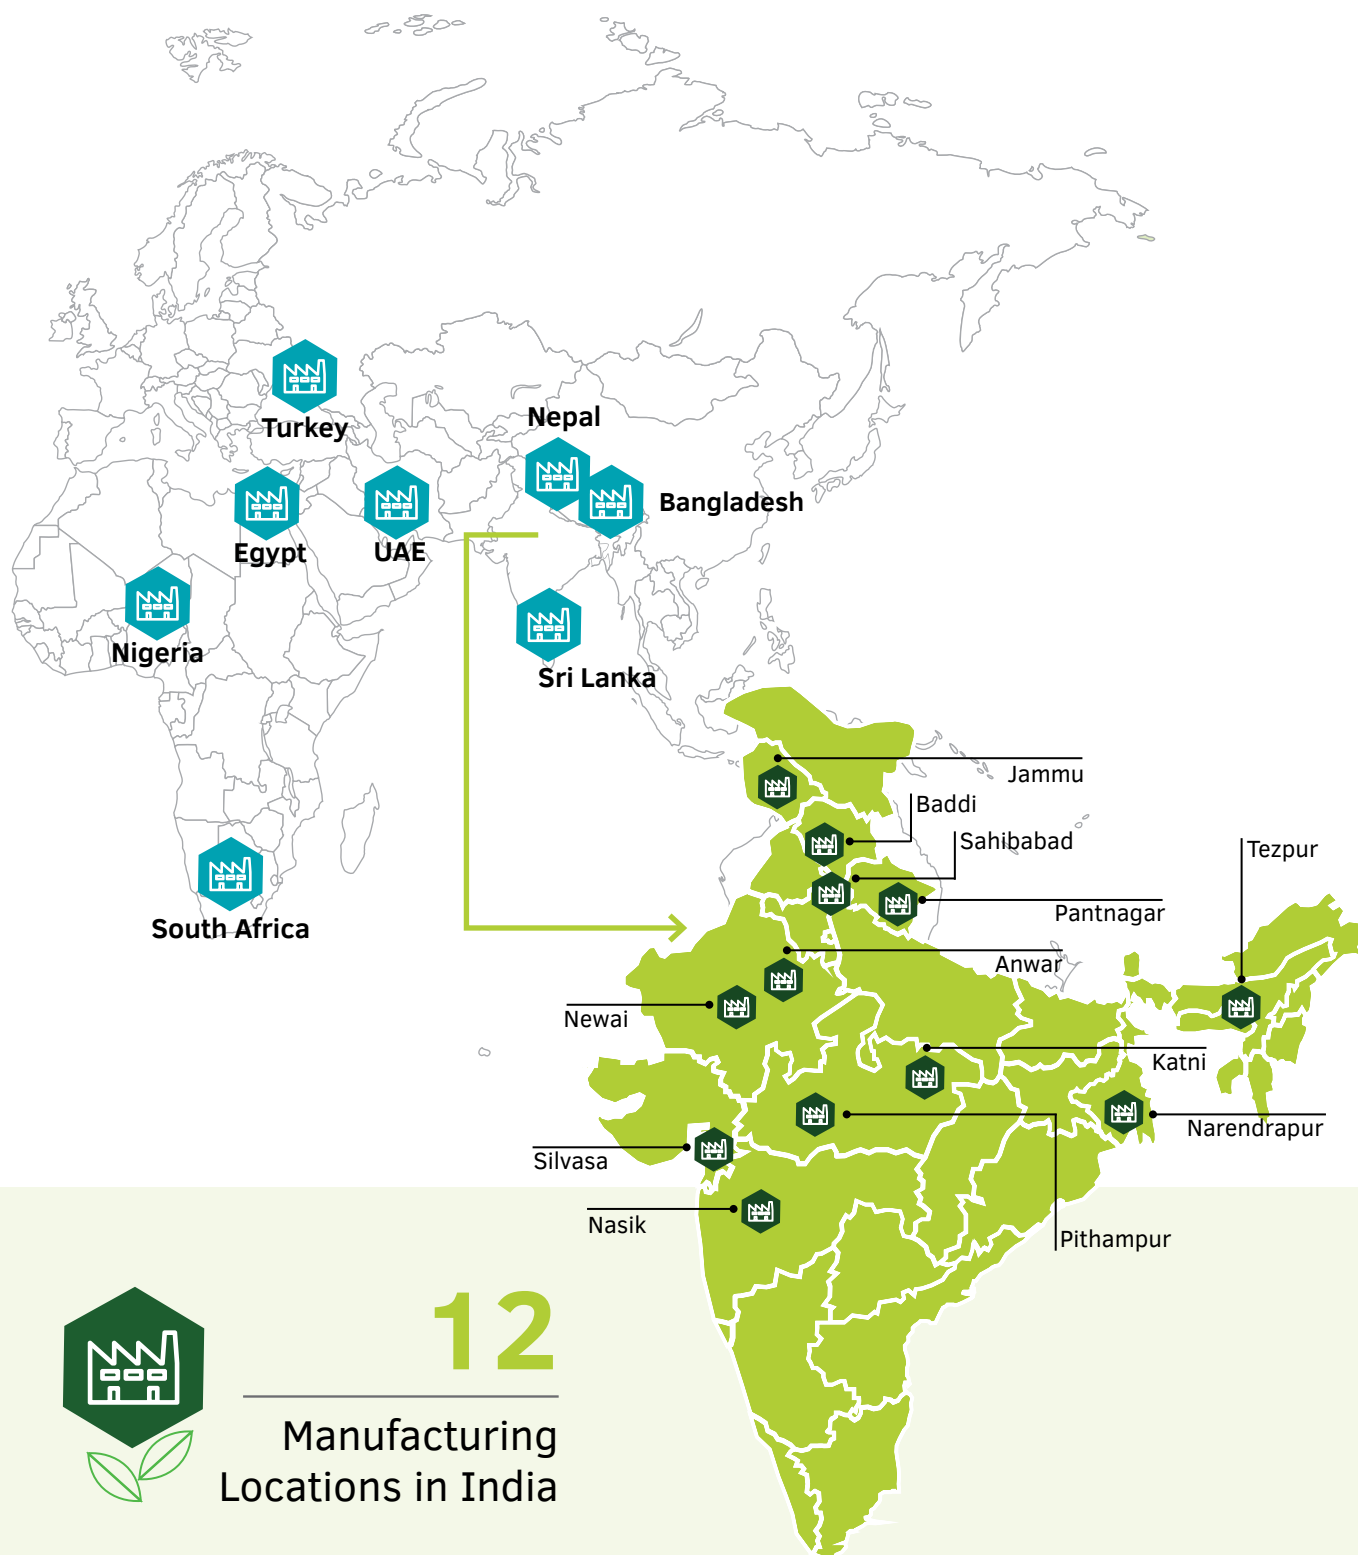 Turkey
Nepal
Bangladesh
Egypt
UAE
Nigeria
Sri Lanka
South Africa
Jammu
Baddi
Sahibabad
Tezpur
Pantnagar
Anwar
Newai
Katni
Narendrapur
Silvasa
Nasik
Pithampur
12
Manufacturing
Locations in India